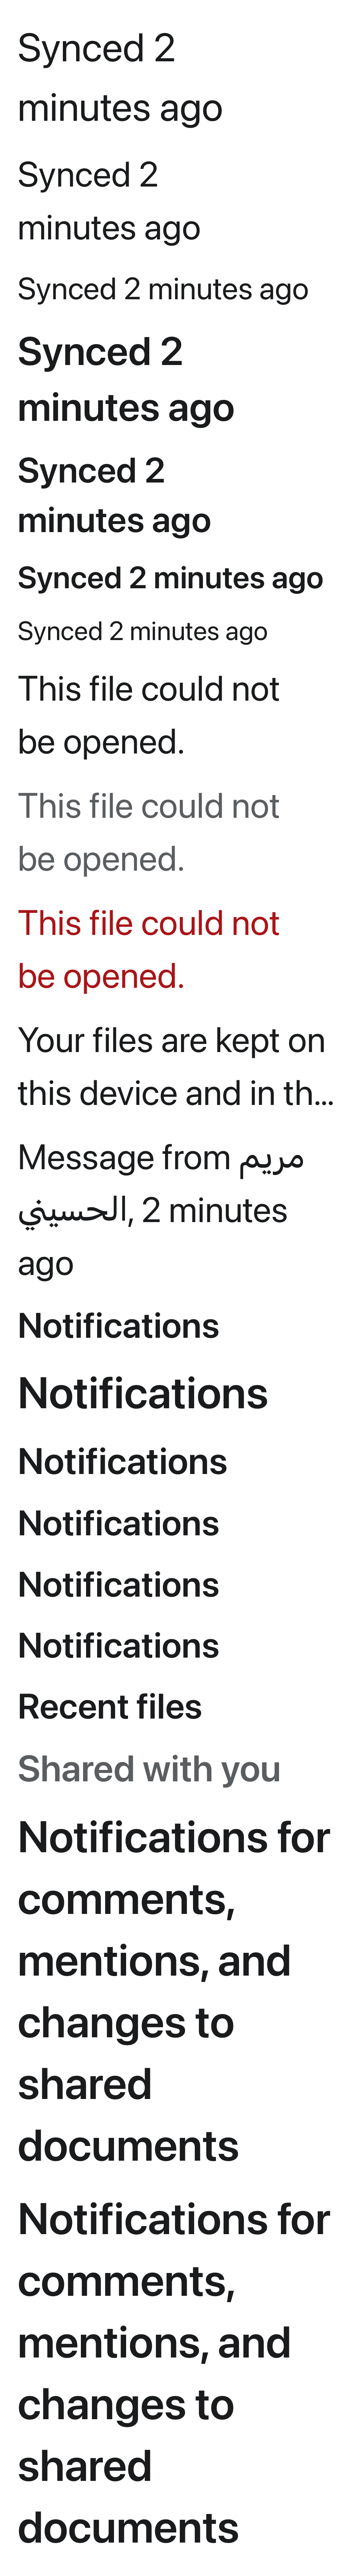 Synced 2
minutes ago
Synced 2
minutes ago
Synced 2 minutes ago
Synced 2
minutes ago
Synced 2
minutes ago
Synced 2 minutes ago
Synced 2 minutes ago
This file could not
be opened.
This file could not
be opened.
This file could not
be opened.
Your files are kept on
this device and in th…
Message from مريم
الحسيني, 2 minutes
ago
Notifications
Notifications
Notifications
Notifications
Notifications
Notifications
Recent files
Shared with you
Notifications for
comments,
mentions, and
changes to
shared
documents
Notifications for
comments,
mentions, and
changes to
shared
documents